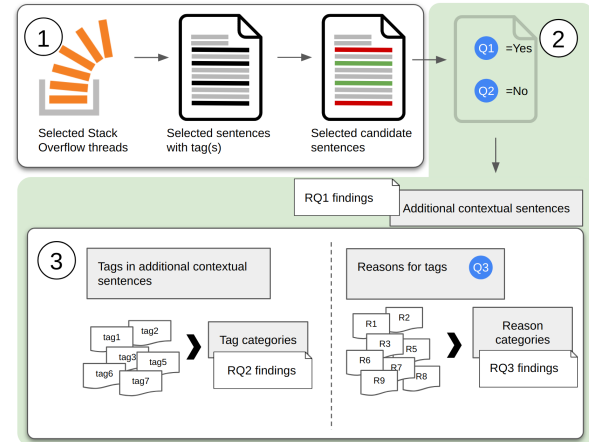 1
2
Q1 =Yes
Q2 =No
Selected Stack
Overflow threads
Selected sentences
with tag(s)
Selected candidate
sentences
RQ1 findings
Additional contextual sentences
3
Tags in additional contextual
sentences
Reasons for tags Q3
tag1
tag2
tag3
tag5
tag6
tag7
Tag categories
RQ2 findings
R1
R2
R3
R5
R6
R7
R8
R9
Reason
categories
RQ3 findings